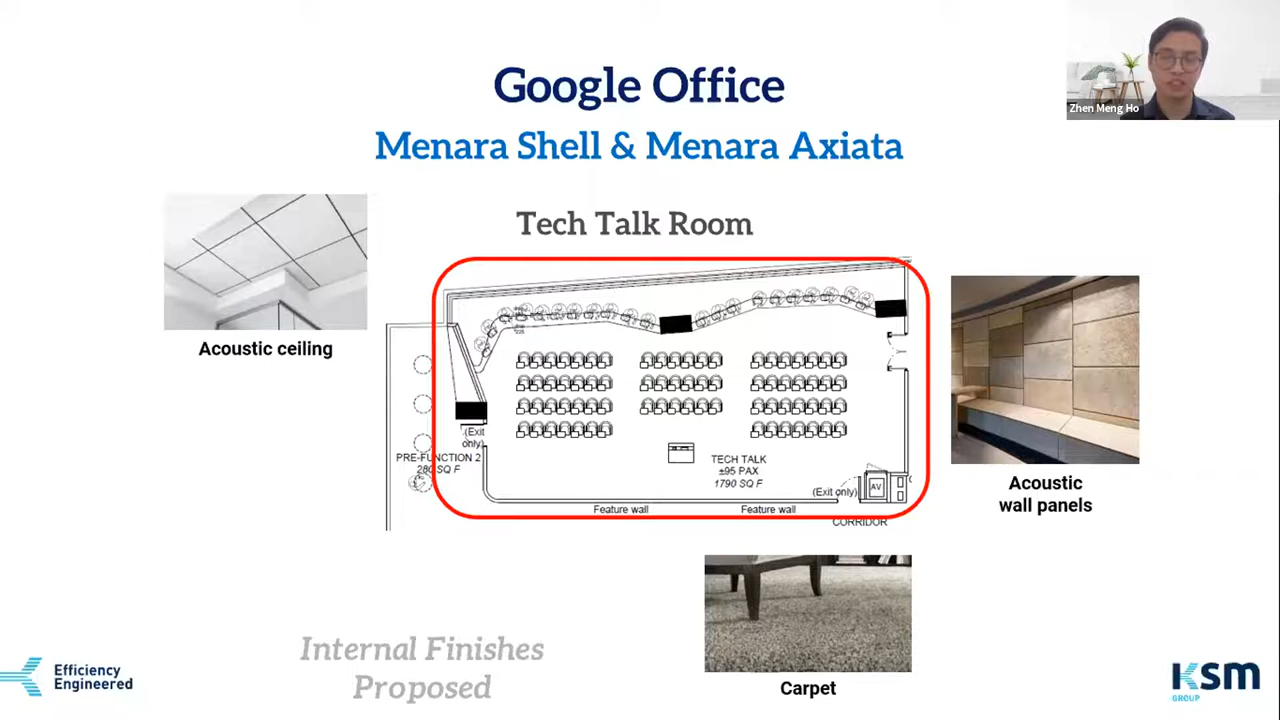 Google Office
Zhen Meng Ho
Menara Shell & Menara Axiata
Tech Talk Room
Acoustic ceiling
(Exit
only)
PRE-FUNCTION 2
280 SQ F
TECH TALK
±95 PAX
1790 SQ F
(Exit only)
AV
Feature wall
Feature wall
CORRIDOR
Acoustic
wall panels
Carpet
Internal Finishes
Proposed
Efficiency
Engineered
KSM
GROUP